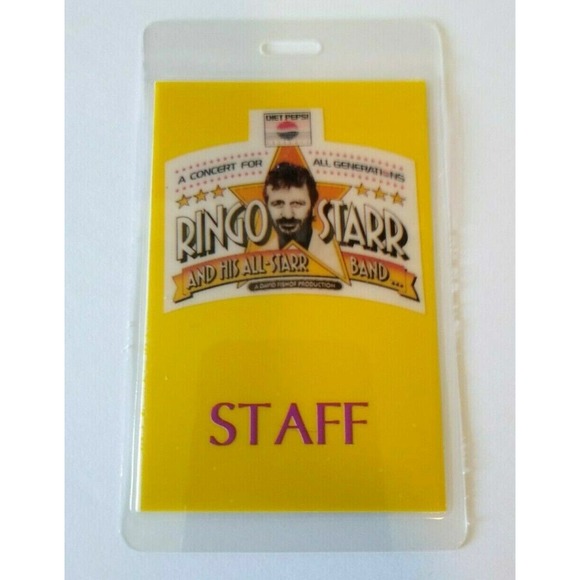 DIET PEPSI
A CONCERT FOR ALL GENERATIONS
RINGO STARR
AND HIS ALL-STARR BAND...
A DAVID FISHOF PRODUCTION
STAFF